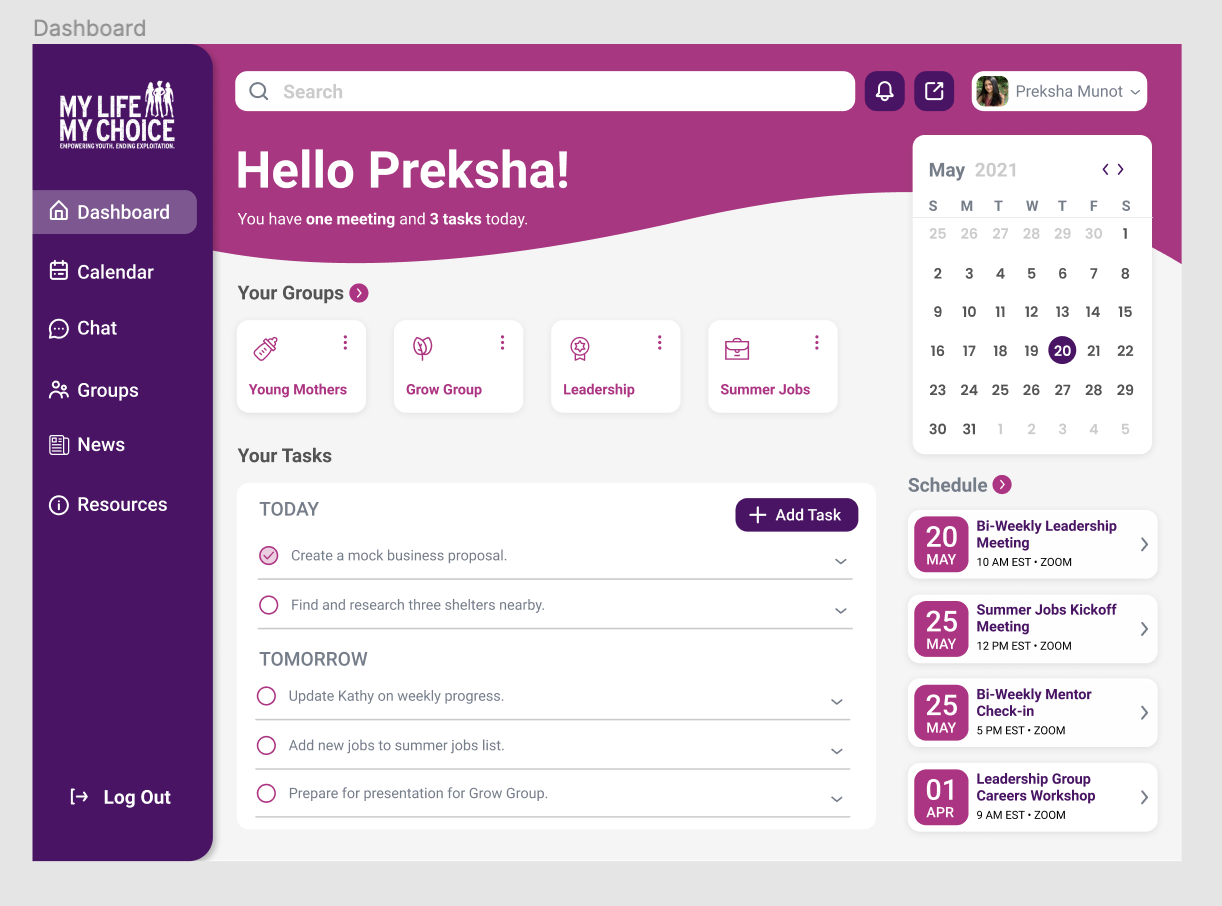 Dashboard
MY LIFE
MY CHOICE
EMPOWERING YOUTH. ENDING EXPLOITATION.
Dashboard
Calendar
Chat
Groups
News
Resources
Log Out
Search
Preksha Munot
Hello Preksha!
You have one meeting and 3 tasks today.
Your Groups
Young Mothers
Grow Group
Leadership
Summer Jobs
Your Tasks
TODAY
Add Task
Create a mock business proposal.
Find and research three shelters nearby.
TOMORROW
Update Kathy on weekly progress.
Add new jobs to summer jobs list.
Prepare for presentation for Grow Group.
May 2021
S M T W T F S
25 26 27 28 29 30 1
2 3 4 5 6 7 8
9 10 11 12 13 14 15
16 17 18 19 20 21 22
23 24 25 26 27 28 29
30 31 1 2 3 4 5
Schedule
20
MAY
Bi-Weekly Leadership
Meeting
10 AM EST • ZOOM
25
MAY
Summer Jobs Kickoff
Meeting
12 PM EST • ZOOM
25
MAY
Bi-Weekly Mentor
Check-in
5 PM EST • ZOOM
01
APR
Leadership Group
Careers Workshop
9 AM EST • ZOOM